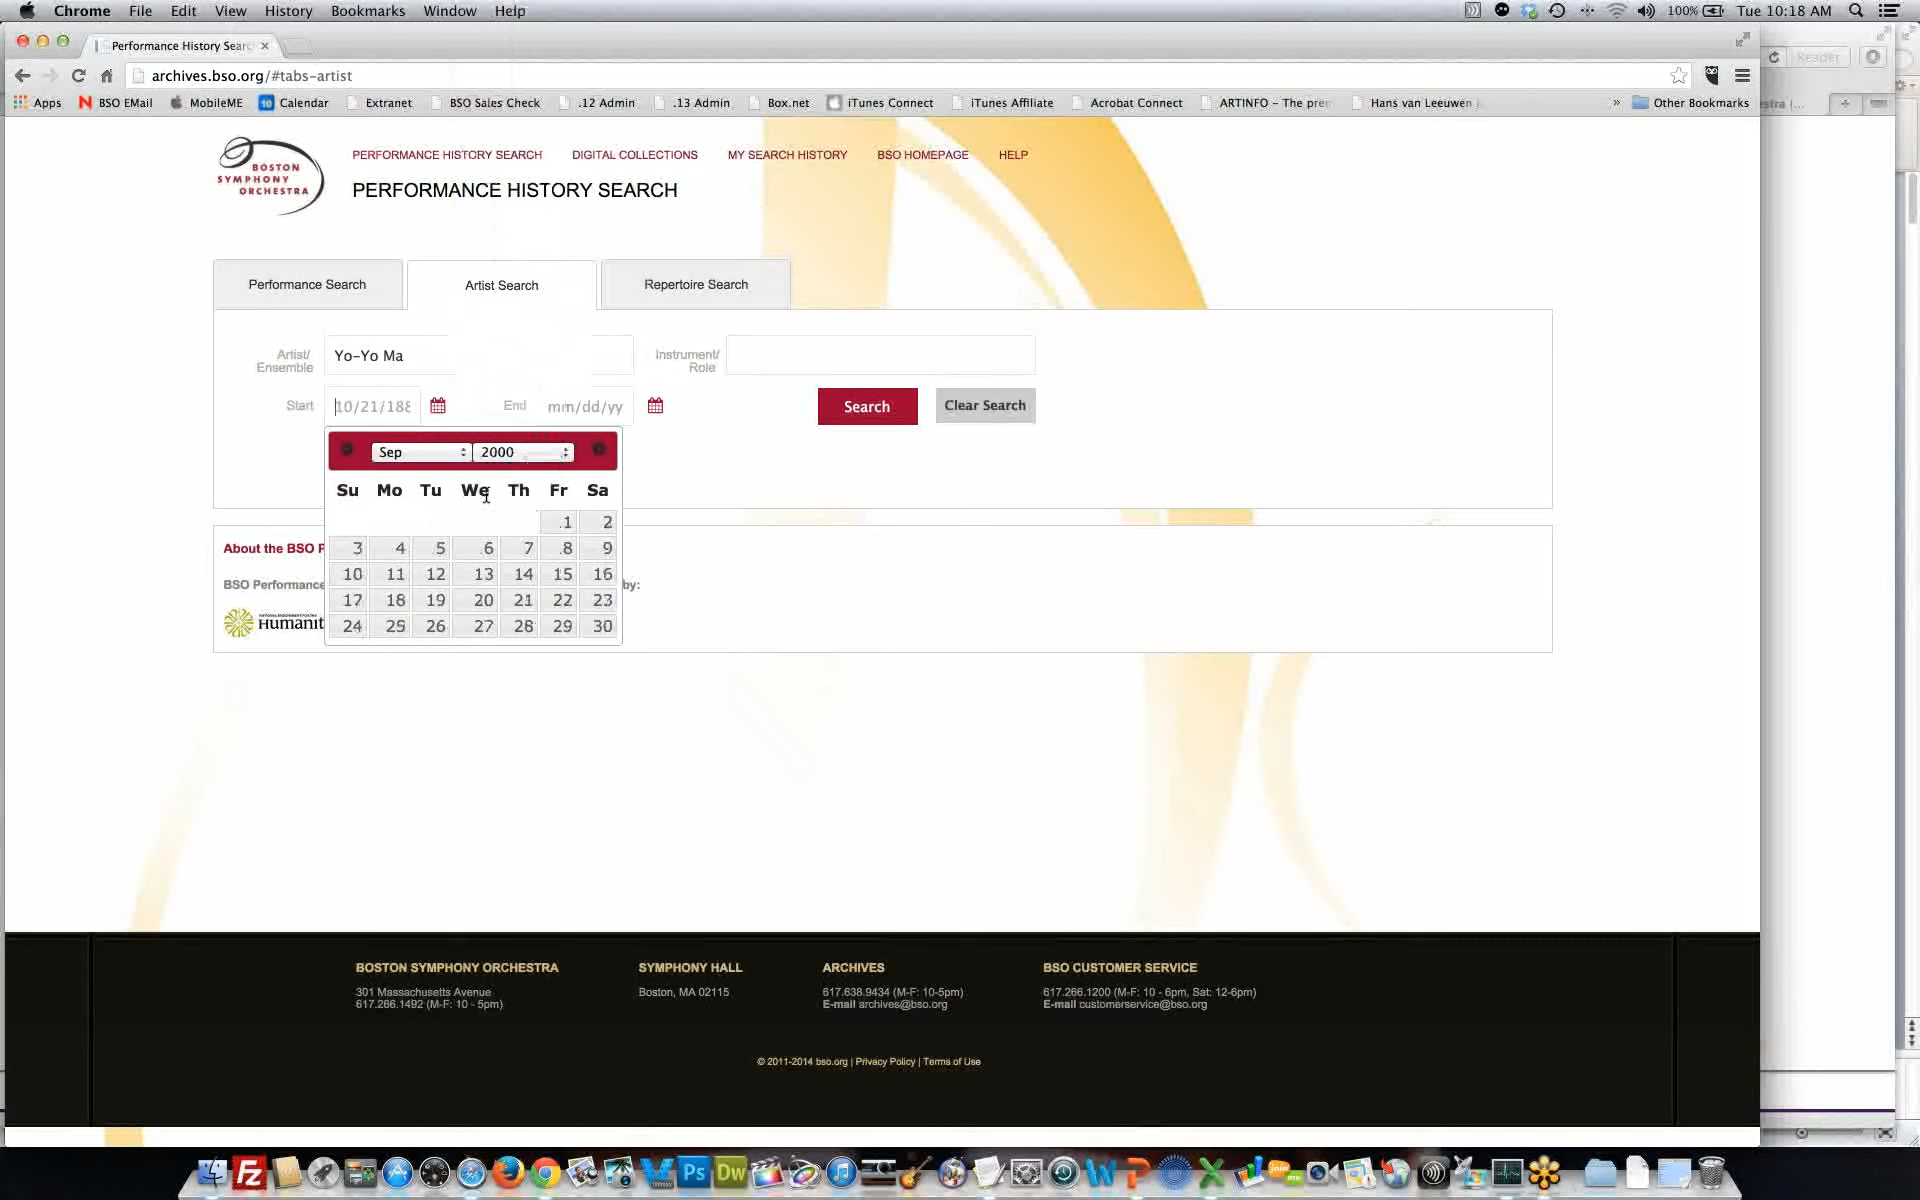 Chrome File Edit View History Bookmarks Window Help 100% Tue 10:18 AM
Performance History Searc
archives.bso.org/#tabs-artist
Reader
Apps BSO EMail MobileME 10 Calendar Extranet BSO Sales Check .12 Admin .13 Admin Box.net iTunes Connect iTunes Affiliate Acrobat Connect ARTINFO – The prer Hans van Leeuwen » Other Bookmarks
BOSTON
SYMPHONY
ORCHESTRA
PERFORMANCE HISTORY SEARCH DIGITAL COLLECTIONS MY SEARCH HISTORY BSO HOMEPAGE HELP
PERFORMANCE HISTORY SEARCH
Performance Search Artist Search Repertoire Search
Artist/
Ensemble
Yo-Yo Ma
Instrument/
Role
Start 10/21/188 End mm/dd/yy Search Clear Search
Sep 2000
Su Mo Tu We Th Fr Sa
1 2
3 4 5 6 7 8 9
10 11 12 13 14 15 16
17 18 19 20 21 22 23
24 25 26 27 28 29 30
About the BSO P
BSO Performance by:
Humanit
BOSTON SYMPHONY ORCHESTRA
301 Massachusetts Avenue
617.266.1492 (M-F: 10 - 5pm)
SYMPHONY HALL
Boston, MA 02115
ARCHIVES
617.638.9434 (M-F: 10-5pm)
E-mail archives@bso.org
BSO CUSTOMER SERVICE
617.266.1200 (M-F: 10 - 6pm, Sat: 12-6pm)
E-mail customerservice@bso.org
© 2011-2014 bso.org | Privacy Policy | Terms of Use
Fz Ps Dw